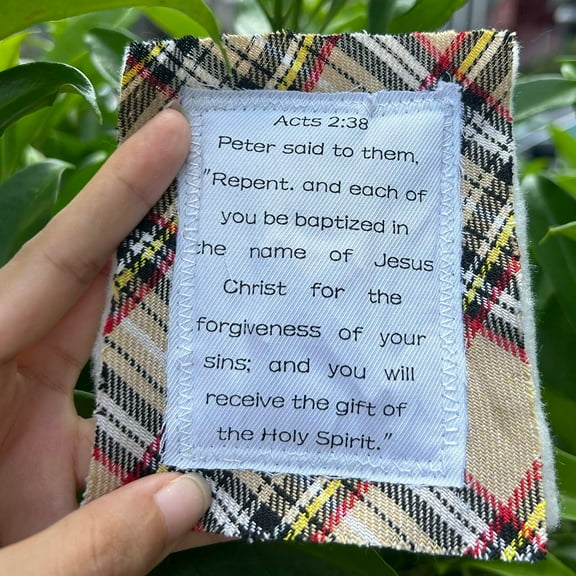 Acts 2:38
Peter said to them,
"Repent. and each of
you be baptized in
the name of Jesus
Christ for the
forgiveness of your
sins; and you will
receive the gift of
the Holy Spirit."